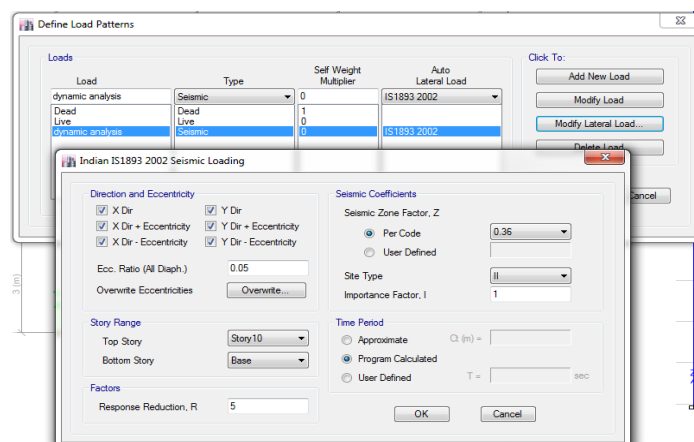 Define Load Patterns
Loads
Click To:
Load Type Self Weight Multiplier Auto Lateral Load
dynamic analysis Seismic 0 IS1893 2002
Dead Dead 1
Live Live 0
dynamic analysis Seismic 0 IS1893 2002
Add New Load
Modify Load
Modify Lateral Load...
Delete Load
Cancel
Indian IS1893 2002 Seismic Loading
Direction and Eccentricity
X Dir Y Dir
X Dir + Eccentricity Y Dir + Eccentricity
X Dir - Eccentricity Y Dir - Eccentricity
Ecc. Ratio (All Diaph.) 0.05
Overwrite Eccentricities Overwrite...
Story Range
Top Story Story10
Bottom Story Base
Factors
Response Reduction, R 5
Seismic Coefficients
Seismic Zone Factor, Z
Per Code 0.36
User Defined
Site Type II
Importance Factor, I 1
Time Period
Approximate Ct (m) =
Program Calculated
User Defined T = sec
OK Cancel
3 (m)